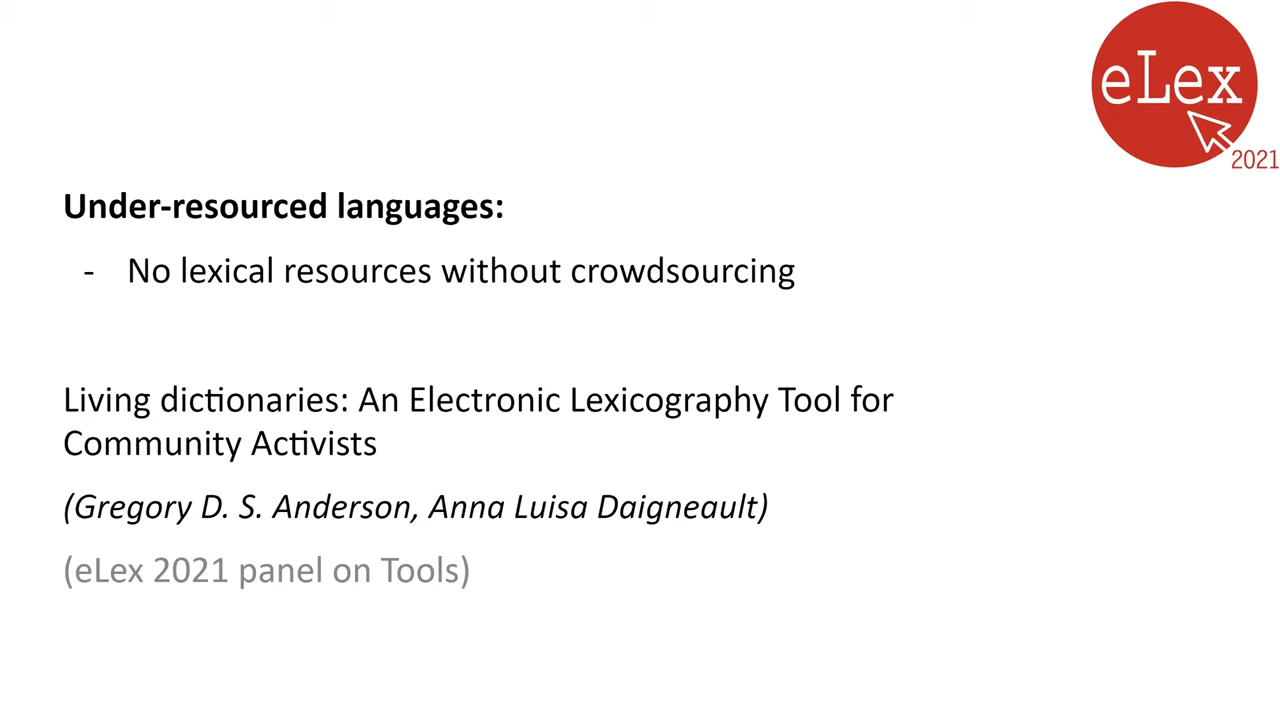 eLex
2021
Under-resourced languages:
- No lexical resources without crowdsourcing
Living dictionaries: An Electronic Lexicography Tool for
Community Activists
(Gregory D. S. Anderson, Anna Luisa Daigneault)
(eLex 2021 panel on Tools)